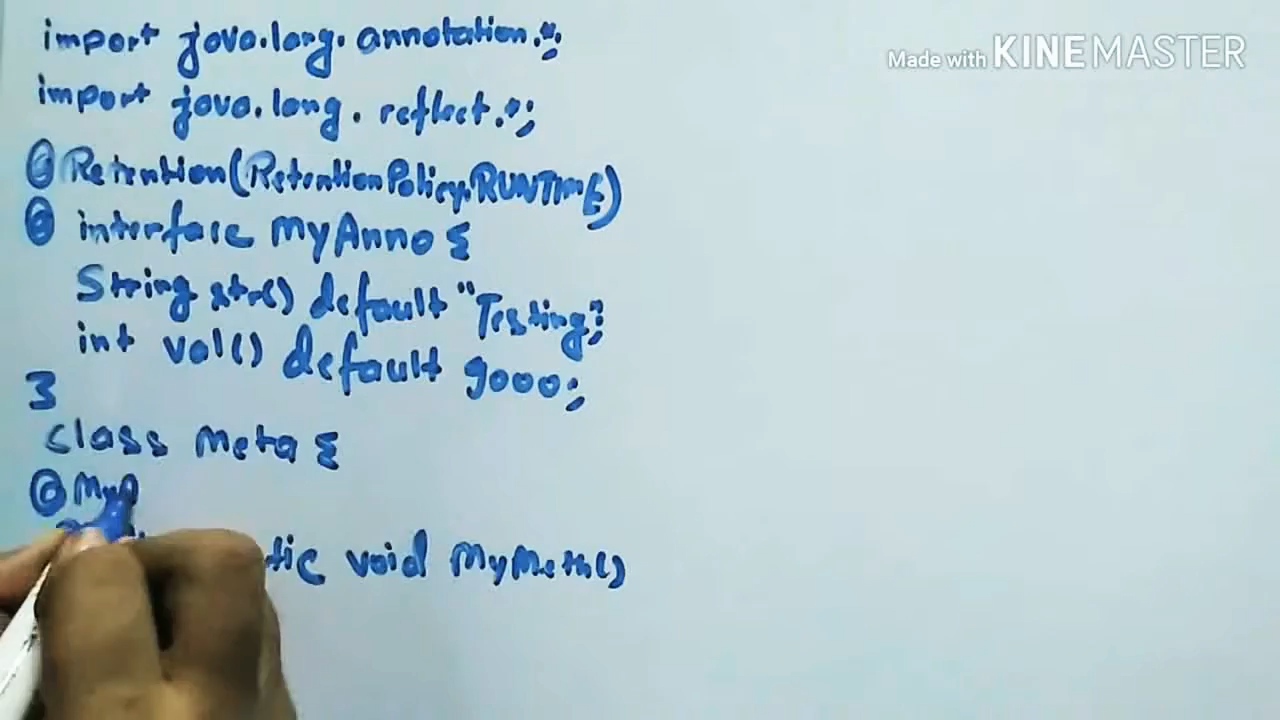 import java.lang.annotation.*;
Made with KINEMASTER
import java.lang.reflect.*;
@Retention(RetentionPolicy.RUNTIME)
@ interface MyAnno {
String str() default "Testing";
int val() default 9000;
}
class Meta {
@ MyA
void MyMeth()